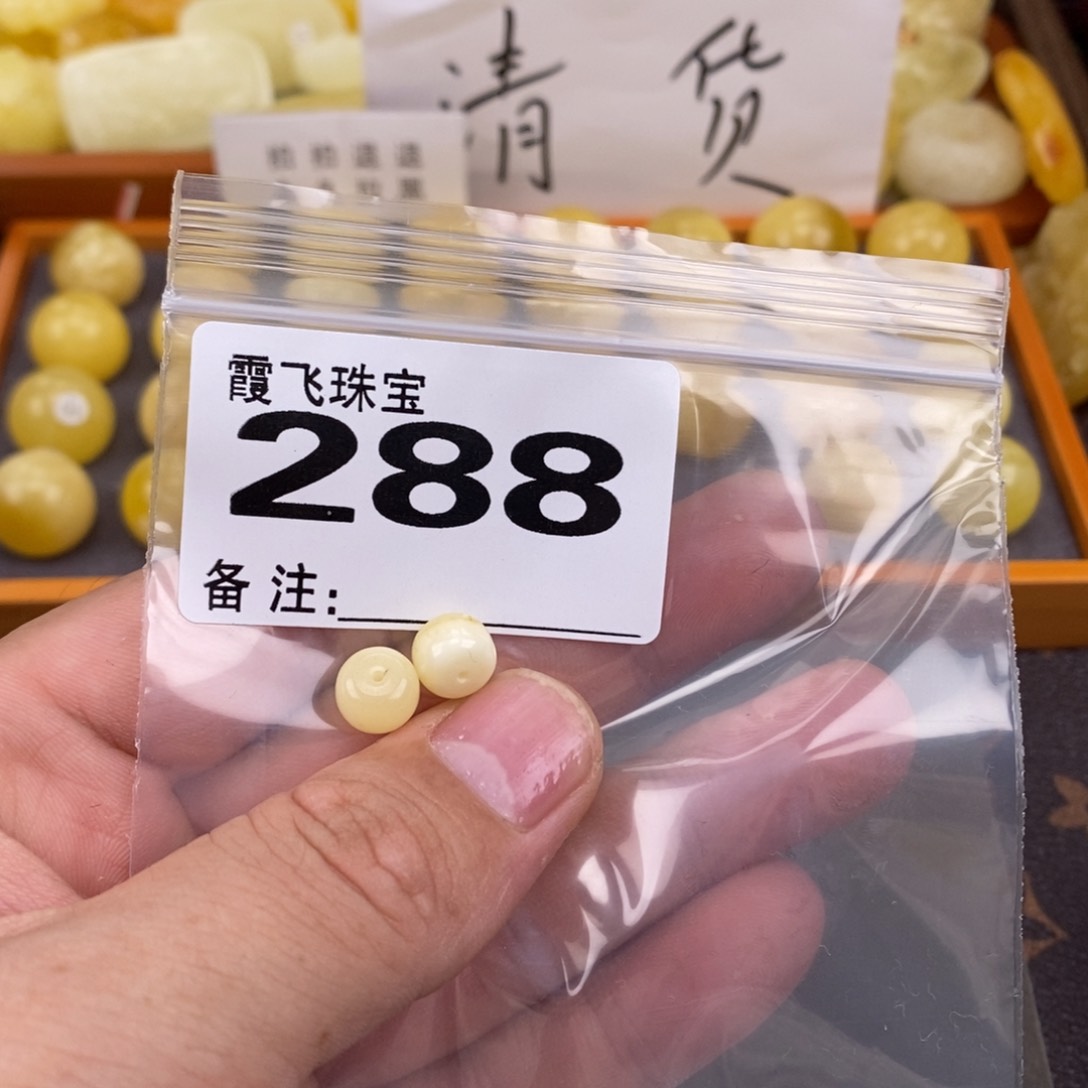 清 货
霞飞珠宝
288
备 注: